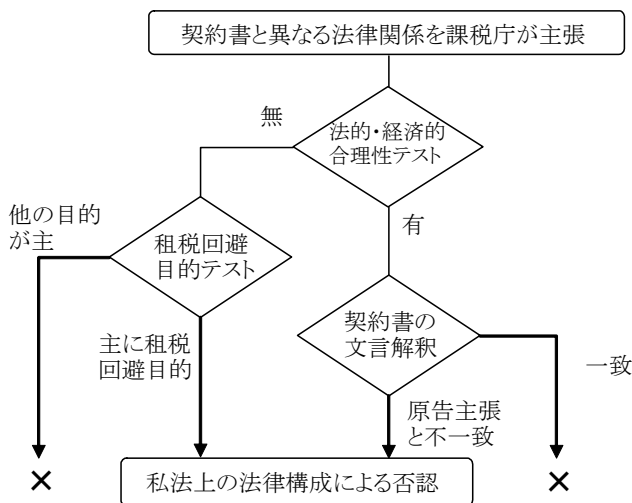 契約書と異なる法律関係を課税庁が主張
無
法的・経済的
合理性テスト
他の目的
が主
租税回避
目的テスト
有
主に租税
回避目的
契約書の
文言解釈
一致
原告主張
と不一致
×
私法上の法律構成による否認
×